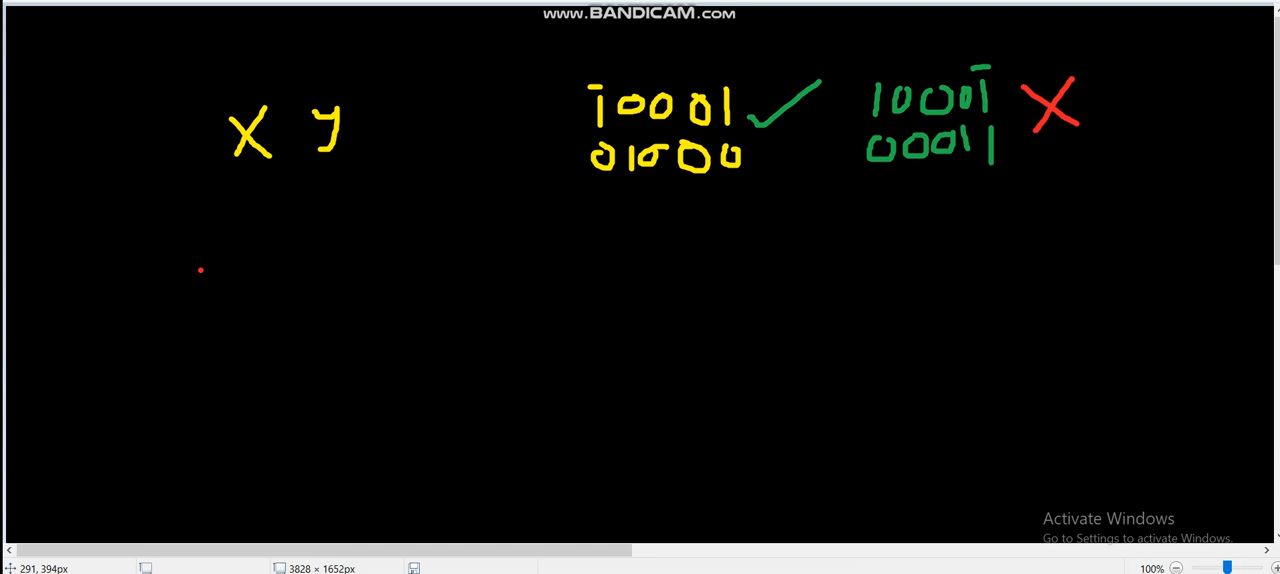 www.BANDICAM.com
X y
10001
01000
10001
00011
X
Activate Windows
Go to Settings to activate Windows.
291, 394px
3828 × 1652px
100%